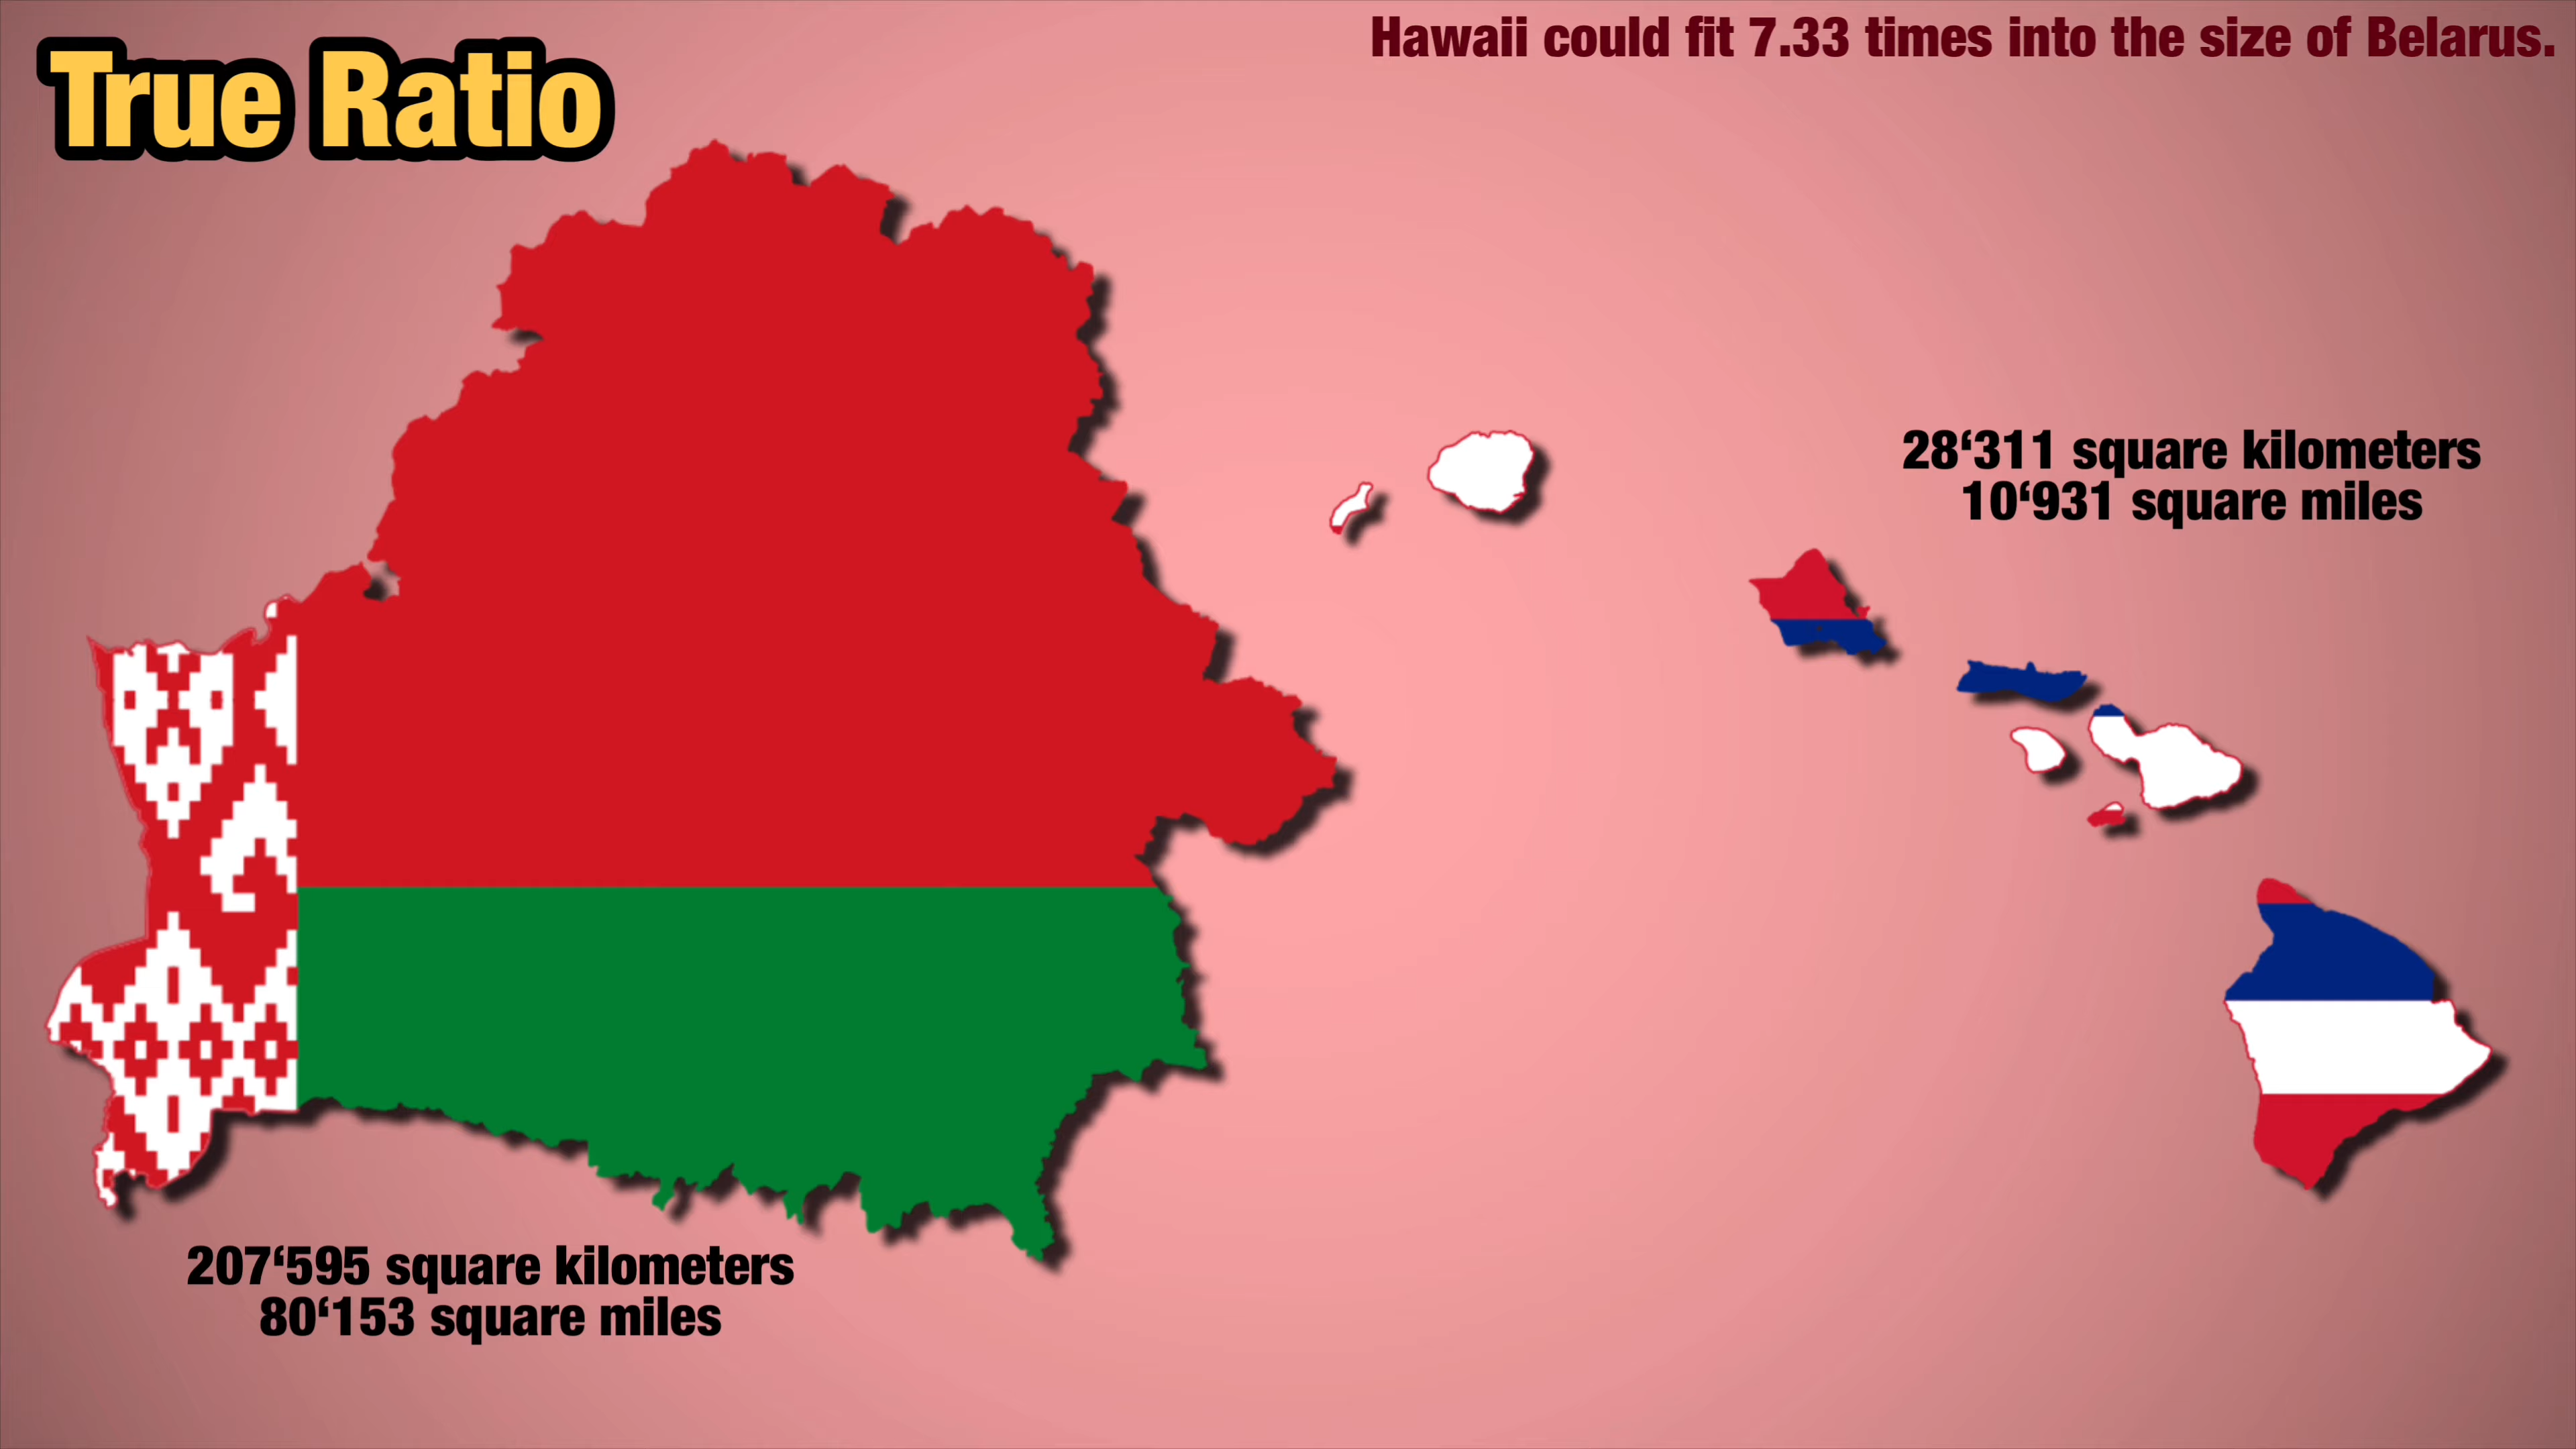 True Ratio
Hawaii could fit 7.33 times into the size of Belarus.
28‘311 square kilometers
10‘931 square miles
207‘595 square kilometers
80‘153 square miles